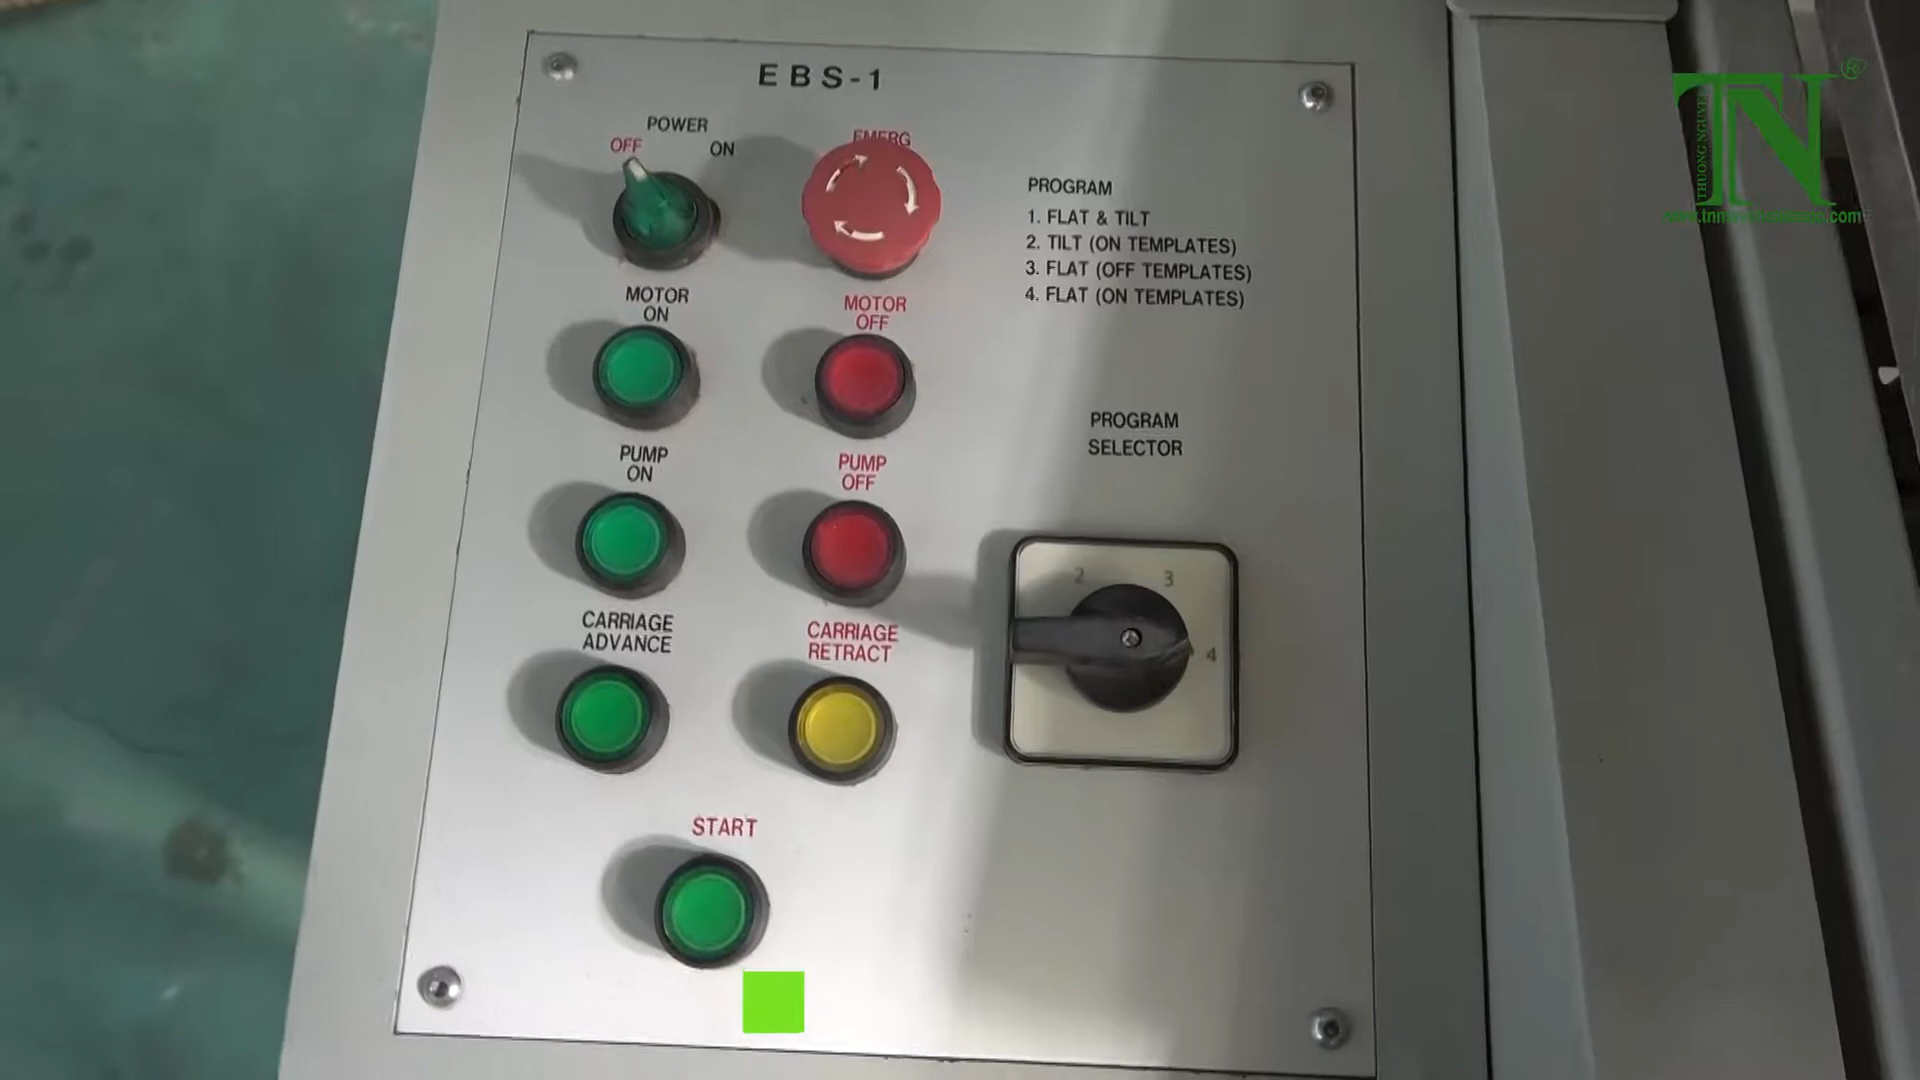 EBS-1
POWER
OFF
ON
EMERG
PROGRAM
1. FLAT & TILT
2. TILT (ON TEMPLATES)
3. FLAT (OFF TEMPLATES)
4. FLAT (ON TEMPLATES)
MOTOR
ON
MOTOR
OFF
PROGRAM
SELECTOR
PUMP
ON
PUMP
OFF
2
3
4
CARRIAGE
ADVANCE
CARRIAGE
RETRACT
START
TN
®
THUONG NGUYEN